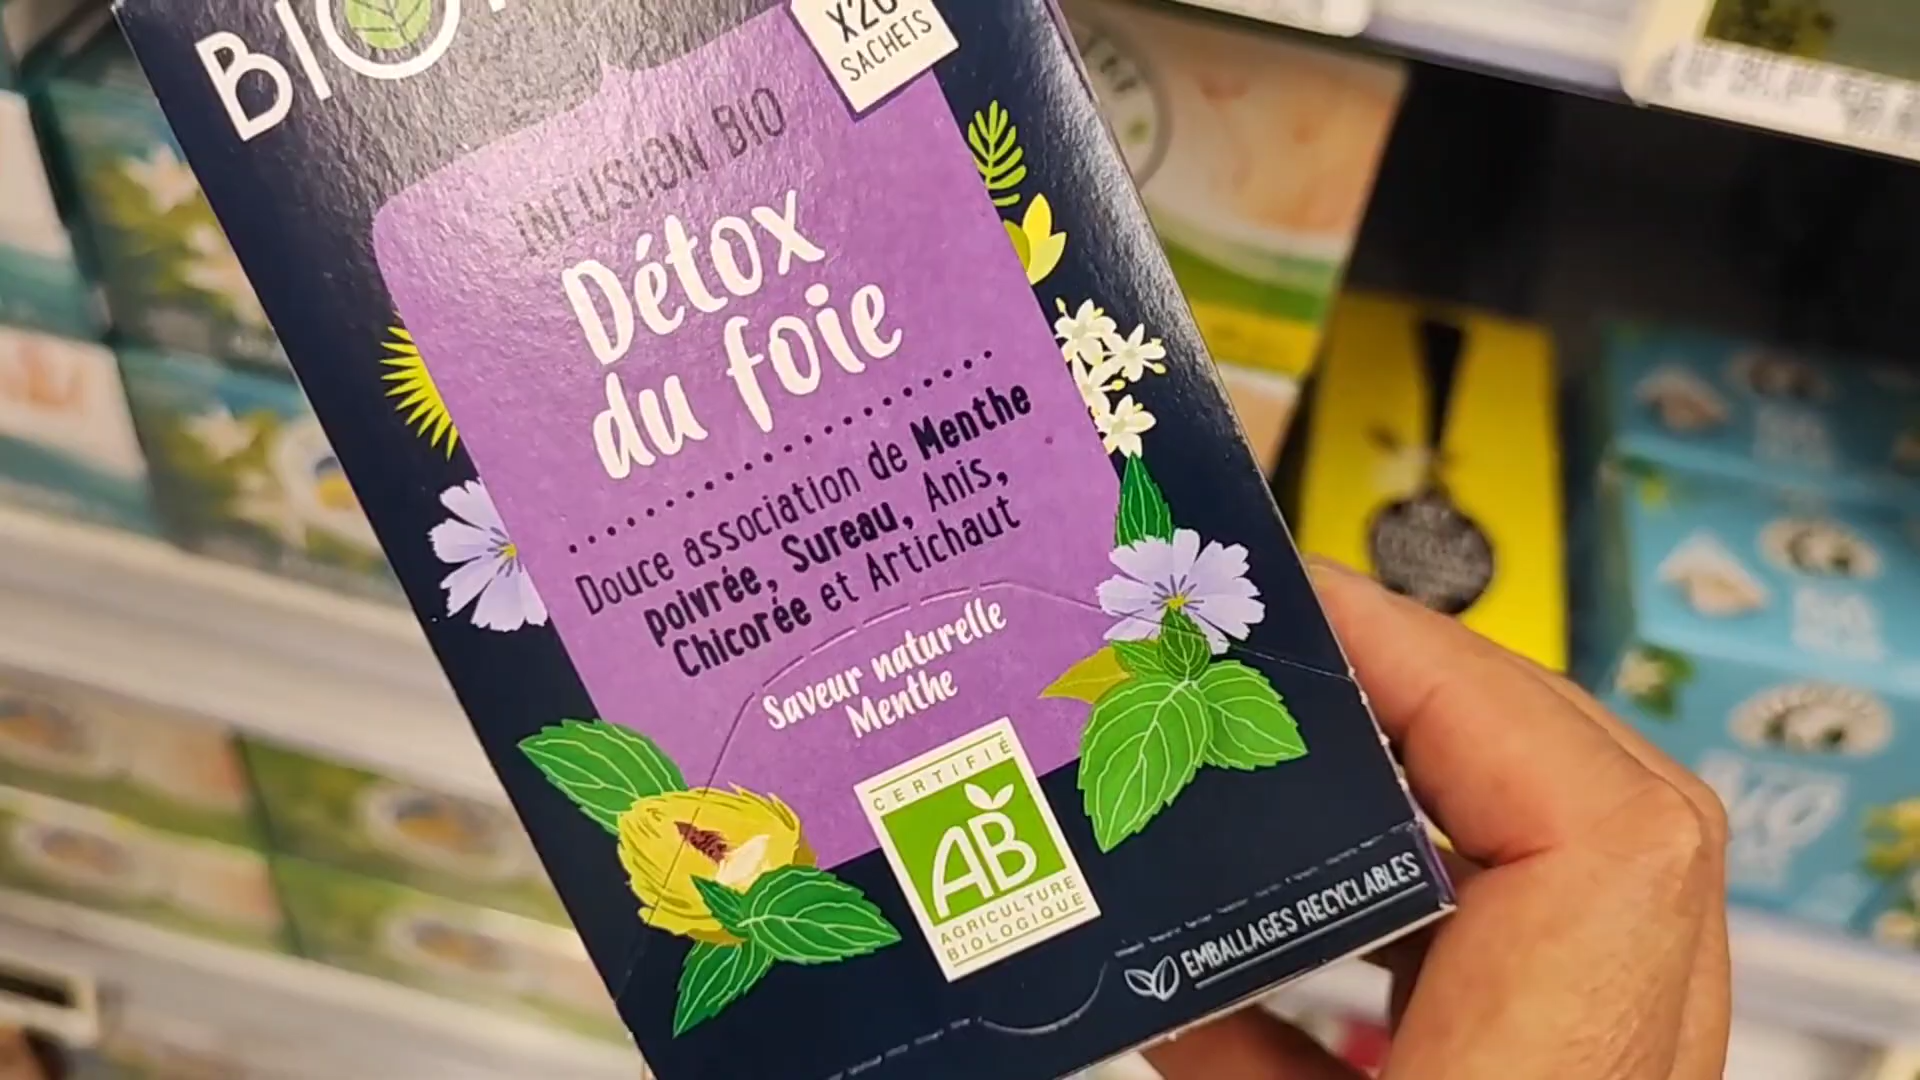 X20
SACHETS
INFUSION BIO
Détox
du foie
Douce association de Menthe
poivrée, Sureau, Anis,
Chicorée et Artichaut
Saveur naturelle
Menthe
CERTIFIÉ
AB
AGRICULTURE
BIOLOGIQUE
EMBALLAGES RECYCLABLES